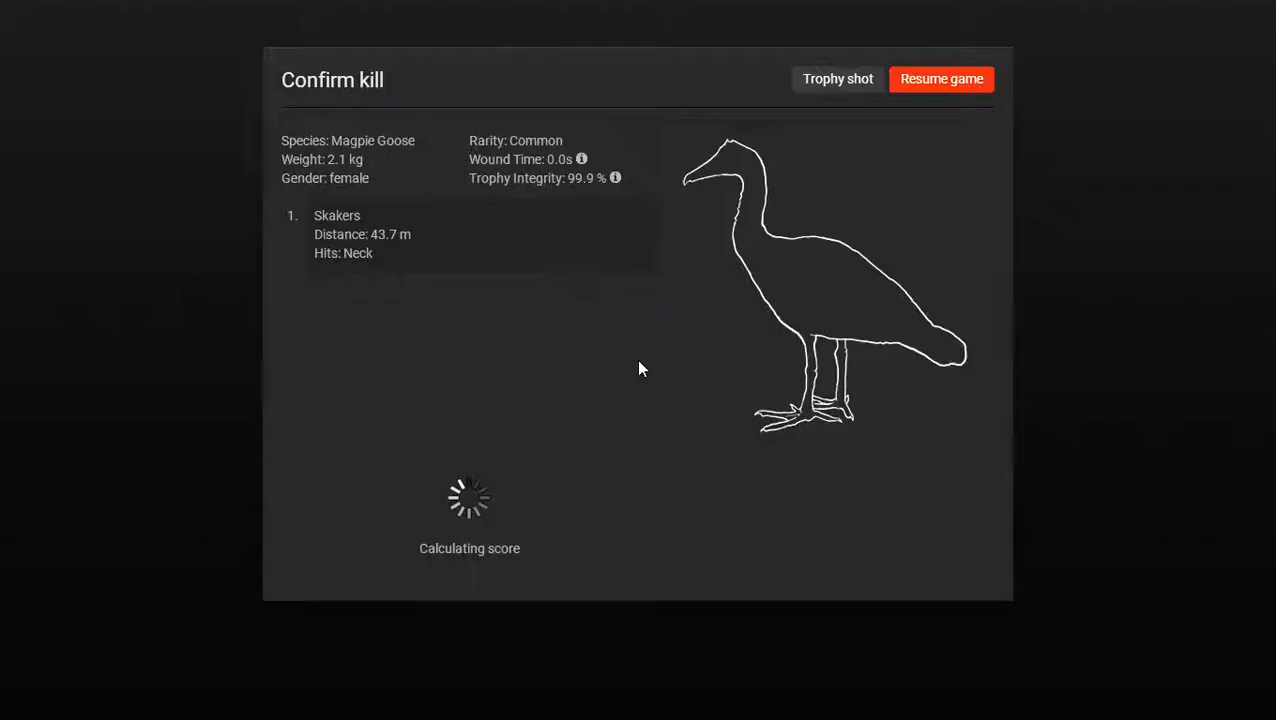 Confirm kill
Trophy shot
Resume game
Species: Magpie Goose
Rarity: Common
Weight: 2.1 kg
Wound Time: 0.0s
Gender: female
Trophy Integrity: 99.9 %
1. Skakers
Distance: 43.7 m
Hits: Neck
Calculating score